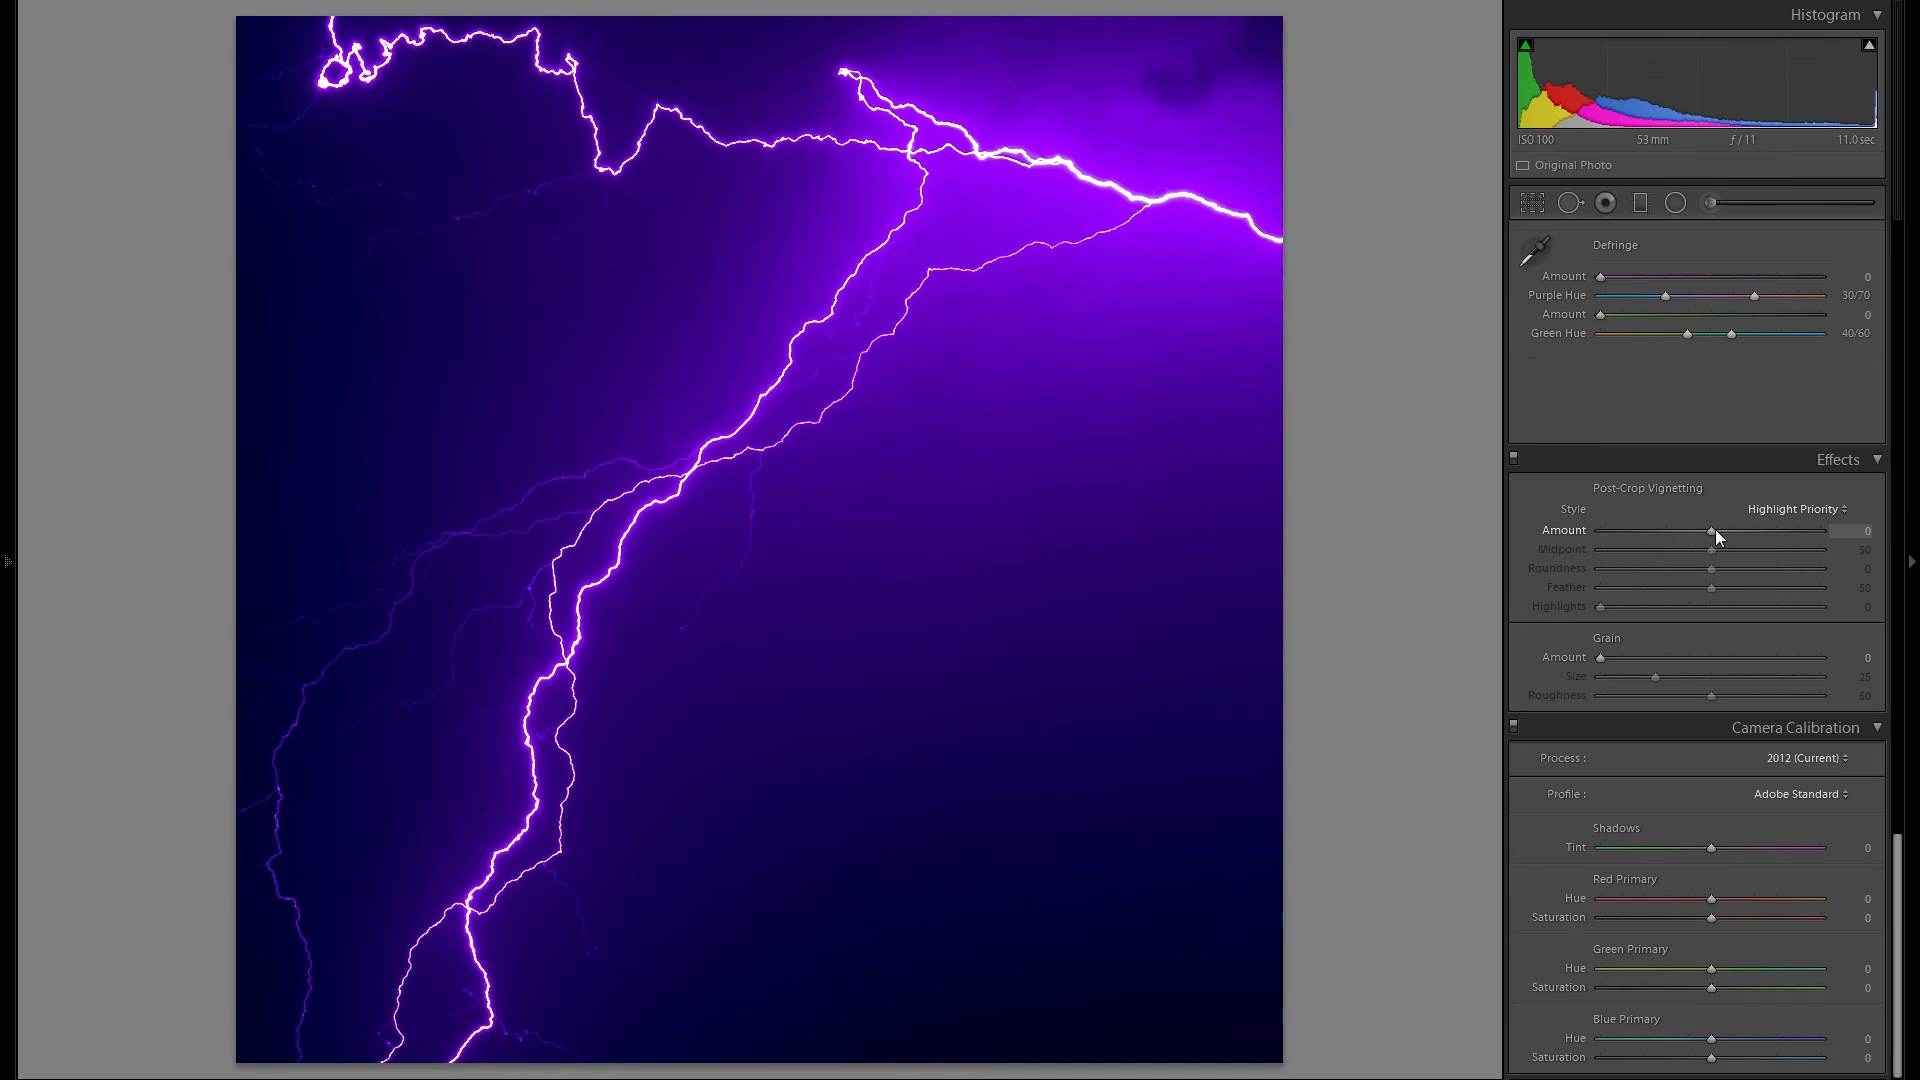 Histogram
ISO 100 53 mm ƒ / 11 11.0 sec
Original Photo
Defringe
Amount 0
Purple Hue 30/70
Amount 0
Green Hue 40/60
Effects
Post-Crop Vignetting
Style Highlight Priority
Amount 0
Midpoint 50
Roundness 0
Feather 50
Highlights 0
Grain
Amount 0
Size 25
Roughness 50
Camera Calibration
Process : 2012 (Current)
Profile : Adobe Standard
Shadows
Tint 0
Red Primary
Hue 0
Saturation 0
Green Primary
Hue 0
Saturation 0
Blue Primary
Hue 0
Saturation 0